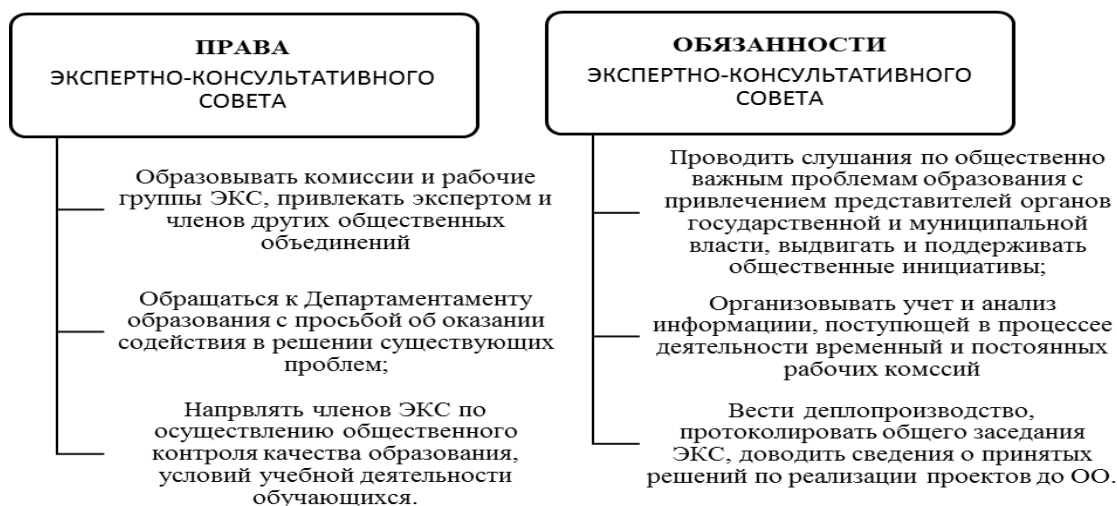 ПРАВА
ЭКСПЕРТНО-КОНСУЛЬТАТИВНОГО
СОВЕТА
Образовывать комиссии и рабочие
группы ЭКС, привлекать экспертом и
членов других общественных
объединений
Обращаться к Департаментаменту
образования с просьбой об оказании
содействия в решении существующих
проблем;
Напрвлять членов ЭКС по
осуществлению общественного
контроля качества образования,
условий учебной деятельности
обучающихся.
ОБЯЗАННОСТИ
ЭКСПЕРТНО-КОНСУЛЬТАТИВНОГО
СОВЕТА
Проводить слушания по общественно
важным проблемам образования с
привлечением представителей органов
государственной и муниципальной
власти, выдвигать и поддерживать
общественные инициативы;
Организовывать учет и анализ
информациии, поступющей в процессее
деятельности временный и постоянных
рабочих комссий
Вести деплопроизводство,
протоколировать общего заседания
ЭКС, доводить сведения о принятых
решений по реализации проектов до ОО.